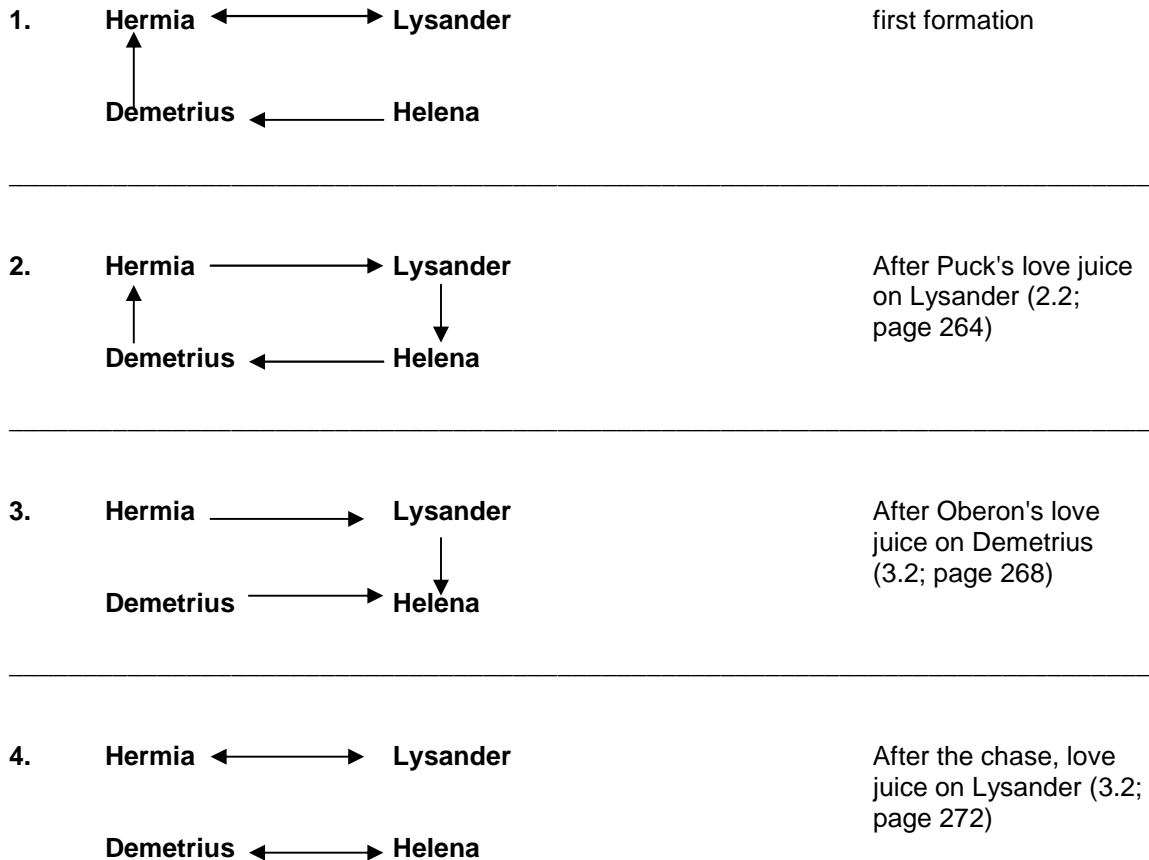 1. Hermia Lysander first formation
Demetrius Helena
2. Hermia Lysander After Puck's love juice
on Lysander (2.2;
page 264)
Demetrius Helena
3. Hermia Lysander After Oberon's love
juice on Demetrius
(3.2; page 268)
Demetrius Helena
4. Hermia Lysander After the chase, love
juice on Lysander (3.2;
page 272)
Demetrius Helena